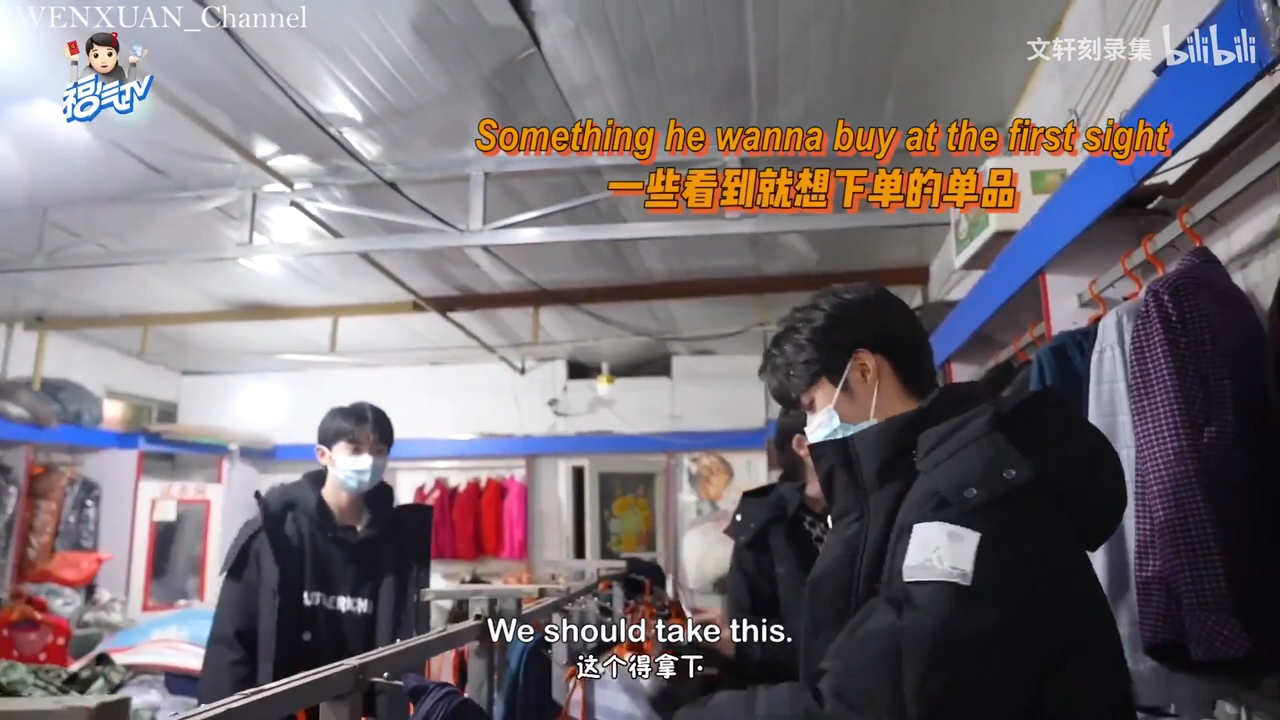 WENXUAN_Channel
文轩刻录集 bilibili
福气TV
Something he wanna buy at the first sight
一些看到就想下单的单品
We should take this.
这个得拿下